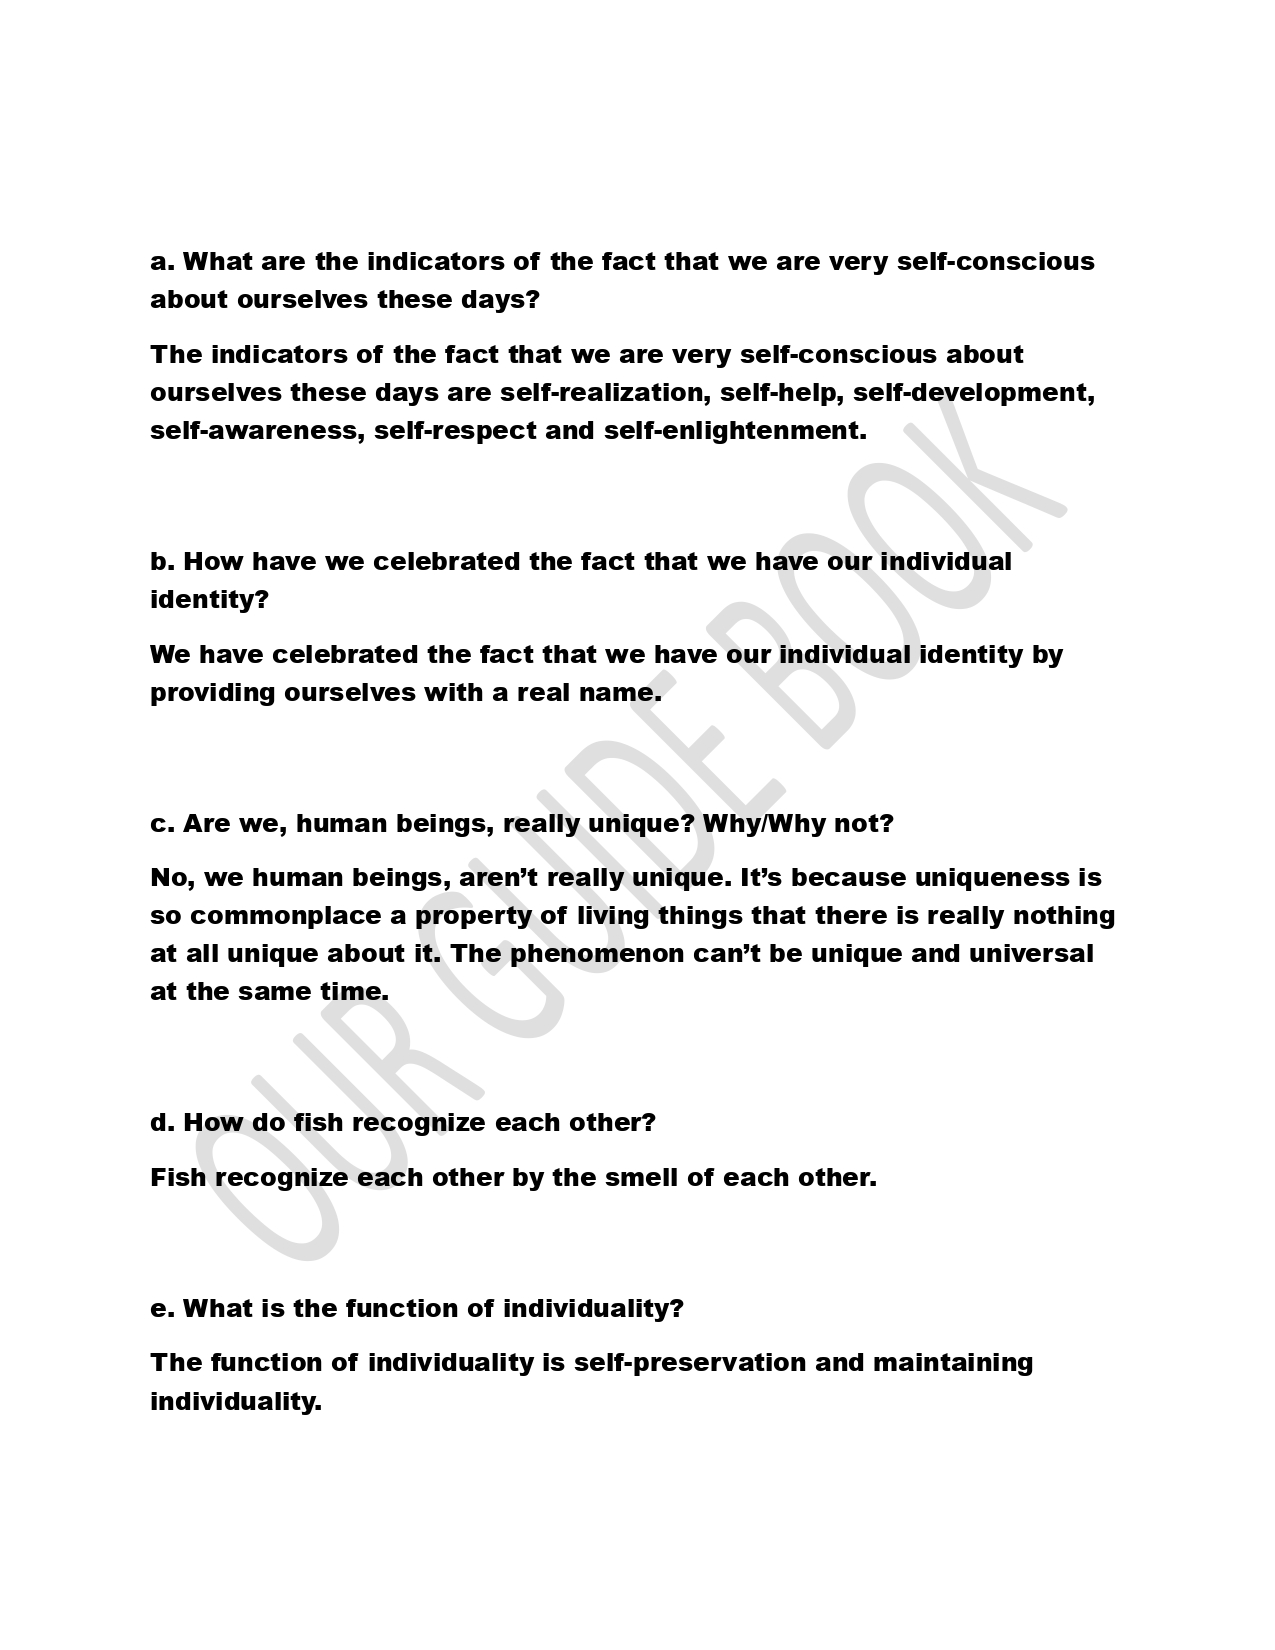 a. What are the indicators of the fact that we are very self-conscious
about ourselves these days?
The indicators of the fact that we are very self-conscious about
ourselves these days are self-realization, self-help, self-development,
self-awareness, self-respect and self-enlightenment.
b. How have we celebrated the fact that we have our individual
identity?
We have celebrated the fact that we have our individual identity by
providing ourselves with a real name.
c. Are we, human beings, really unique? Why/Why not?
No, we human beings, aren’t really unique. It’s because uniqueness is
so commonplace a property of living things that there is really nothing
at all unique about it. The phenomenon can’t be unique and universal
at the same time.
d. How do fish recognize each other?
Fish recognize each other by the smell of each other.
e. What is the function of individuality?
The function of individuality is self-preservation and maintaining
individuality.
OUR GUIDE BOOK